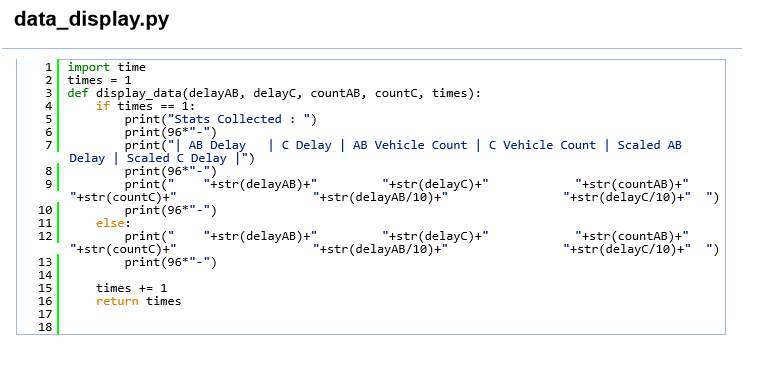 data_display.py
1 import time
2 times = 1
3 def display_data(delayAB, delayC, countAB, countC, times):
4     if times == 1:
5         print("Stats Collected : ")
6         print(96*"-")
7         print("| AB Delay   | C Delay | AB Vehicle Count | C Vehicle Count | Scaled AB
Delay | Scaled C Delay |")
8         print(96*"-")
9         print("    "+str(delayAB)+"         "+str(delayC)+"            "+str(countAB)+"
"+str(countC)+"                   "+str(delayAB/10)+"                "+str(delayC/10)+"  ")
10         print(96*"-")
11     else:
12         print("    "+str(delayAB)+"         "+str(delayC)+"            "+str(countAB)+"
"+str(countC)+"                   "+str(delayAB/10)+"                "+str(delayC/10)+"  ")
13         print(96*"-")
14
15     times += 1
16     return times
17
18